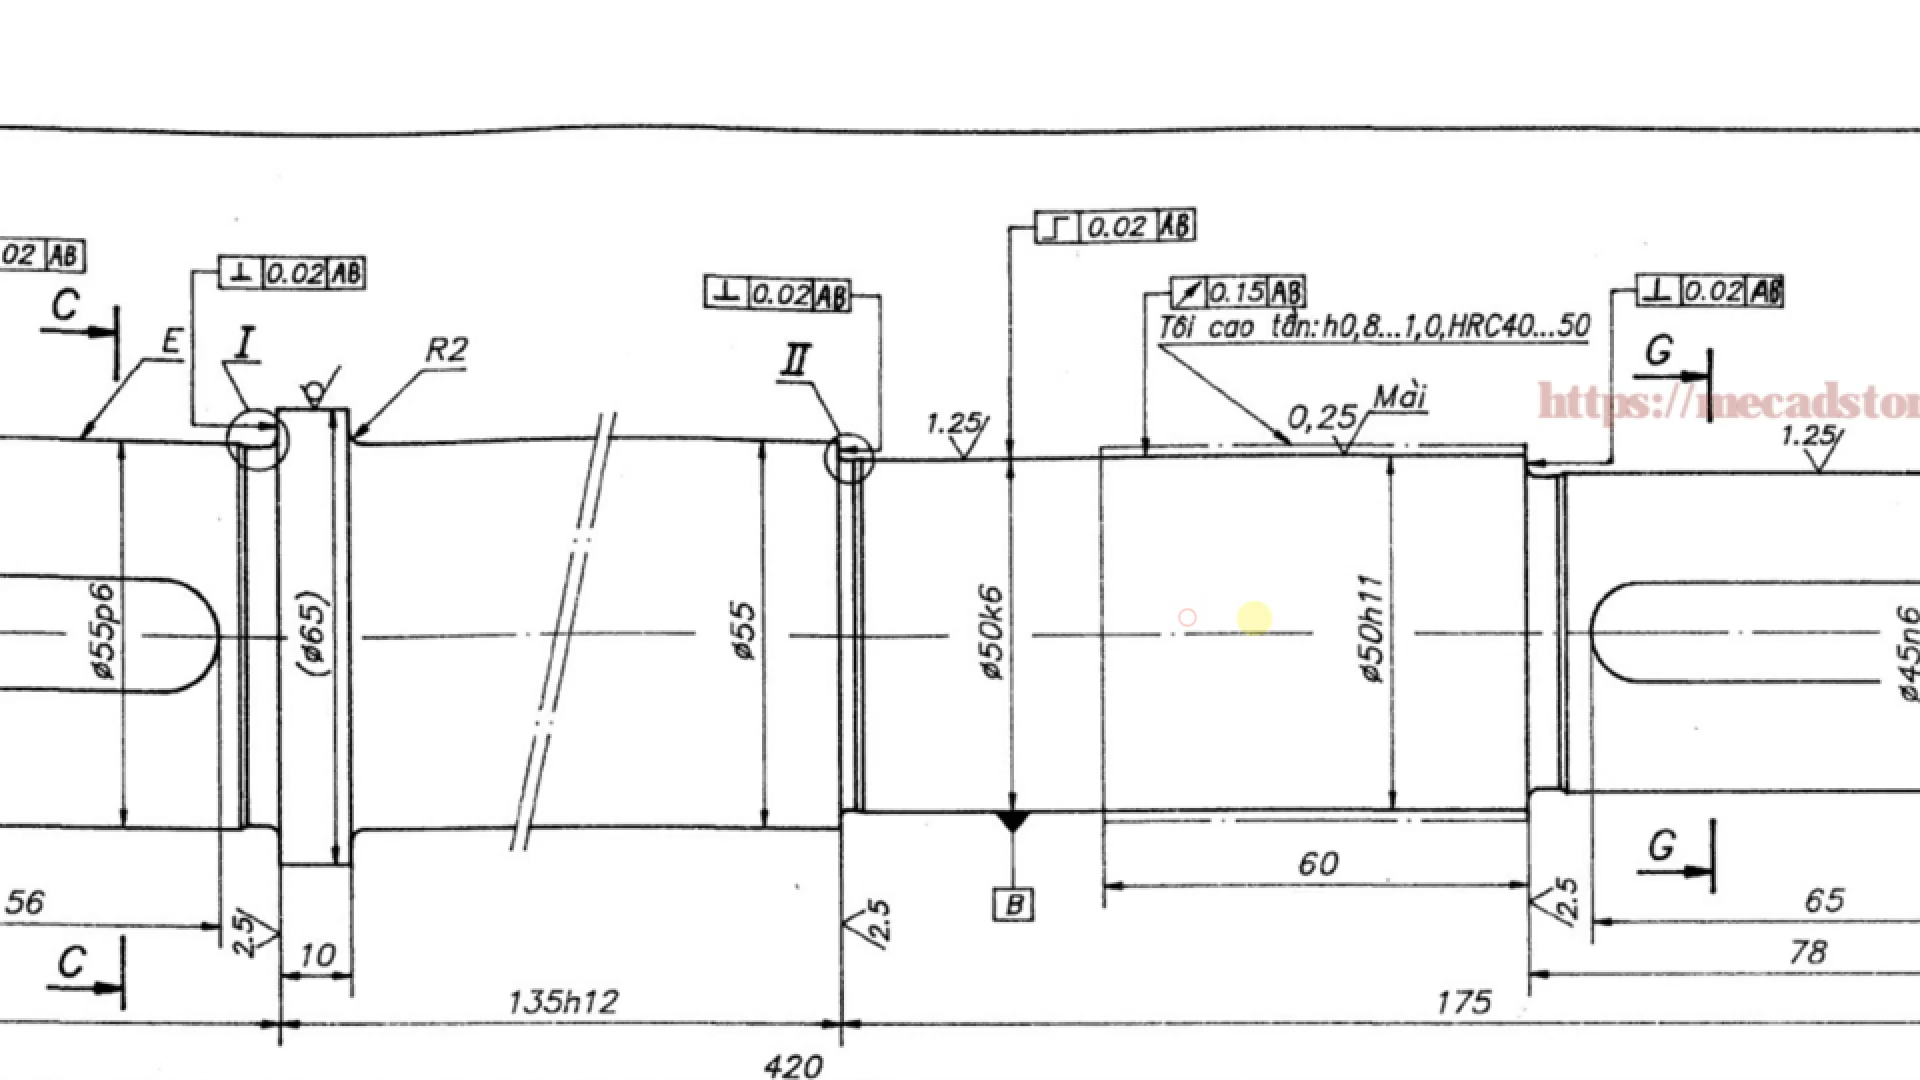 0.02 AB
02 AB
⊥ 0.02 AB
⊥ 0.02 AB
0.15 AB
⊥ 0.02 AB
C
Tôi cao tần: h0,8...1,0,HRC40...50
E
I
R2
II
G
Mài
https://mecadstor
0,25
1.25
1.25
ø55p6
(ø65)
ø55
ø50k6
ø50h11
ø45n6
G
60
56
B
65
2.5
2.5
2.5
C
10
78
135h12
175
420